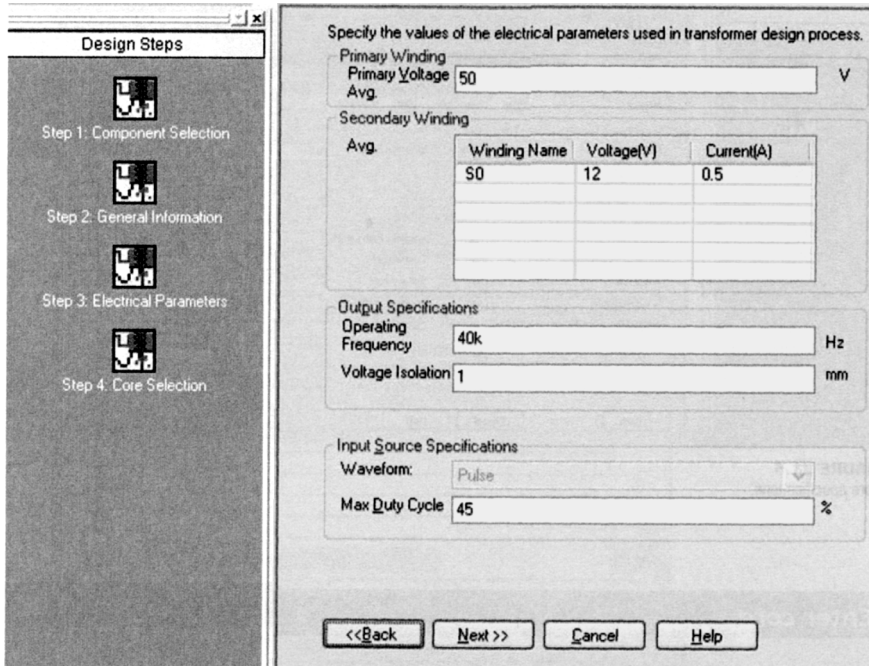 Design Steps
Step 1: Component Selection
Step 2: General Information
Step 3: Electrical Parameters
Step 4: Core Selection
Specify the values of the electrical parameters used in transformer design process.
Primary Winding
Primary Voltage 50 V
Avg.
Secondary Winding
Avg.
Winding Name Voltage(V) Current(A)
S0 12 0.5
Output Specifications
Operating
Frequency 40k Hz
Voltage Isolation 1 mm
Input Source Specifications
Waveform: Pulse
Max Duty Cycle 45 %
<<Back Next >> Cancel Help